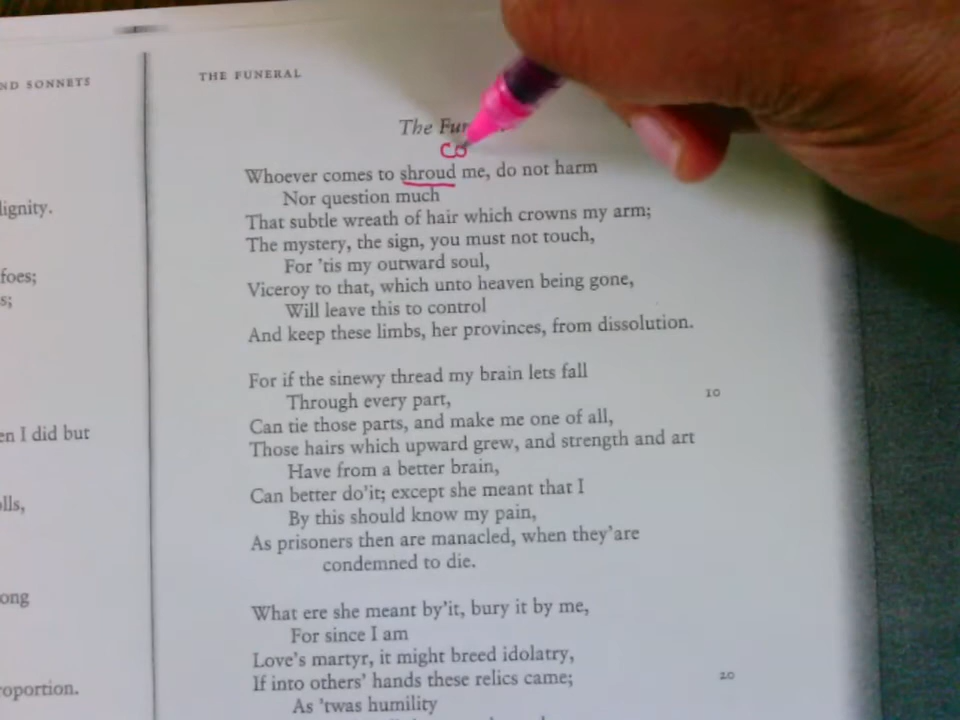 ND SONNETS
lignity.
foes;
s;
en I did but
olls,
ong
roportion.
THE FUNERAL
The Fun
co
Whoever comes to shroud me, do not harm
Nor question much
That subtle wreath of hair which crowns my arm;
The mystery, the sign, you must not touch,
For 'tis my outward soul,
Viceroy to that, which unto heaven being gone,
Will leave this to control
And keep these limbs, her provinces, from dissolution.
For if the sinewy thread my brain lets fall
Through every part,
10
Can tie those parts, and make me one of all,
Those hairs which upward grew, and strength and art
Have from a better brain,
Can better do'it; except she meant that I
By this should know my pain,
As prisoners then are manacled, when they'are
condemned to die.
What ere she meant by'it, bury it by me,
For since I am
Love's martyr, it might breed idolatry,
If into others' hands these relics came;
20
As 'twas humility